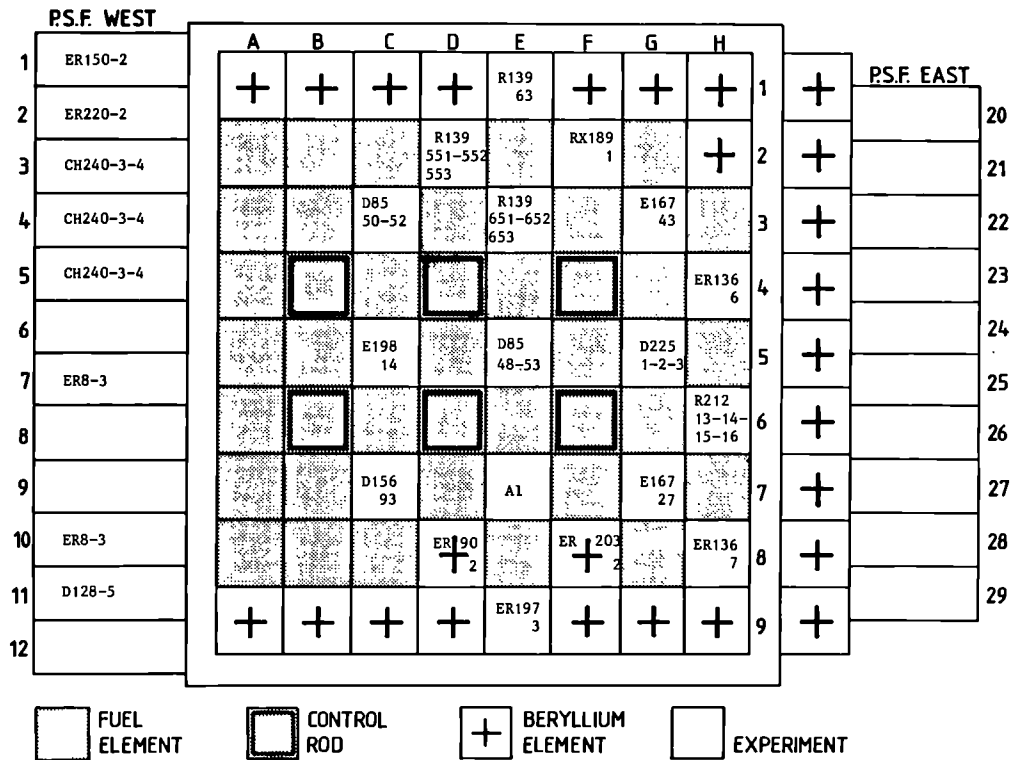 P.S.F. WEST
A B C D E F G H
P.S.F. EAST
1 ER150-2
2 ER220-2
3 CH240-3-4
4 CH240-3-4
5 CH240-3-4
6
7 ER8-3
8
9
10 ER8-3
11 D128-5
12
R139
63
1
R139
551-552
553
RX189
1
2
D85
50-52
R139
651-652
653
E167
43
3
ER136
6
4
E198
14
D85
48-53
D225
1-2-3
5
R212
13-14-
15-16
6
D156
93
Al
E167
27
7
ER190
2
ER 203
2
ER136
7
8
ER197
3
9
20
21
22
23
24
25
26
27
28
29
FUEL
ELEMENT
CONTROL
ROD
BERYLLIUM
ELEMENT
EXPERIMENT